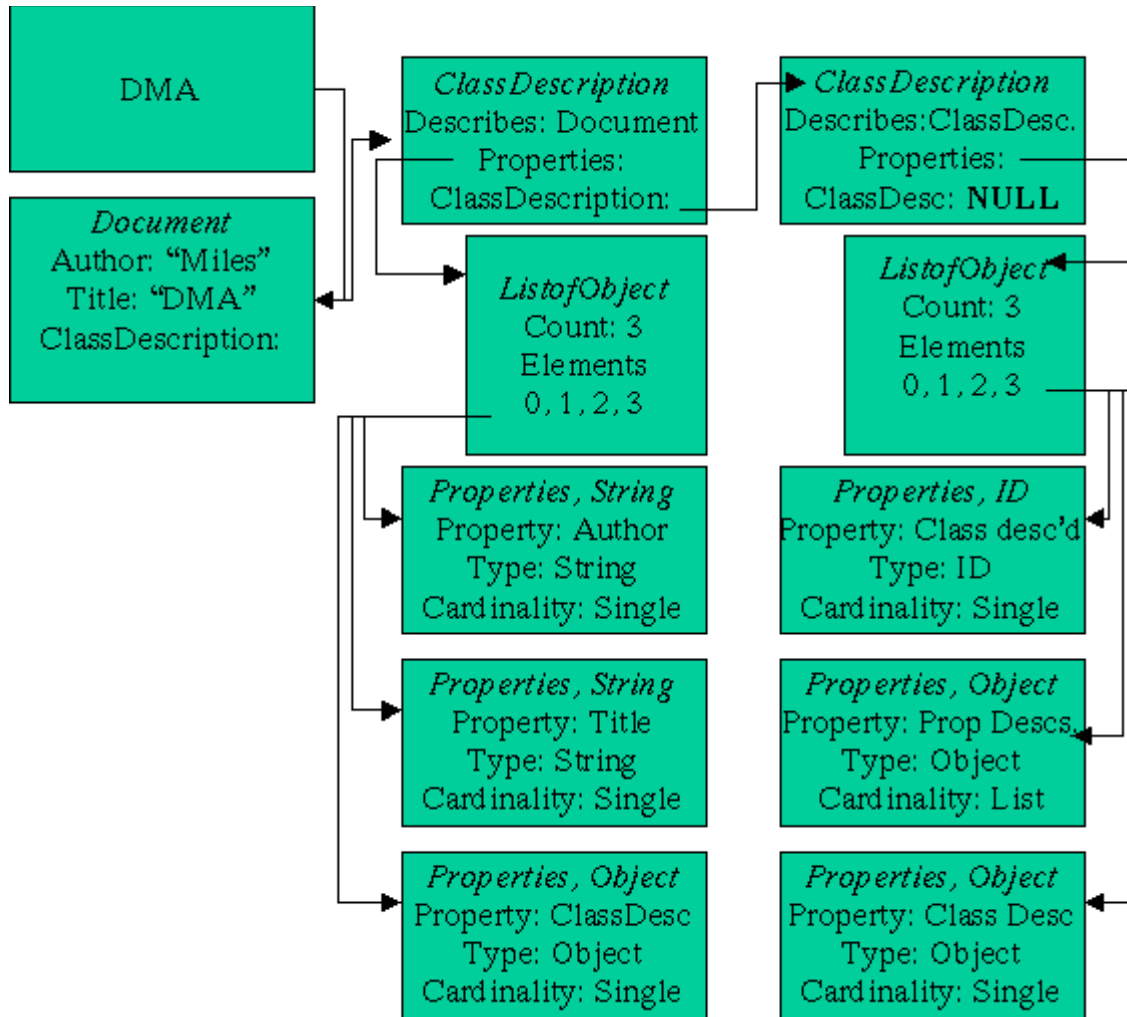 DMA
Document
Author: “Miles”
Title: “DMA”
ClassDescription:
ClassDescription
Describes: Document
Properties:
ClassDescription:
ListofObject
Count: 3
Elements
0, 1, 2, 3
Properties, String
Property: Author
Type: String
Cardinality: Single
Properties, String
Property: Title
Type: String
Cardinality: Single
Properties, Object
Property: ClassDesc
Type: Object
Cardinality: Single
ClassDescription
Describes:ClassDesc.
Properties:
ClassDesc: NULL
ListofObject
Count: 3
Elements
0, 1, 2, 3
Properties, ID
Property: Class desc’d
Type: ID
Cardinality: Single
Properties, Object
Property: Prop Descs.
Type: Object
Cardinality: List
Properties, Object
Property: Class Desc
Type: Object
Cardinality: Single